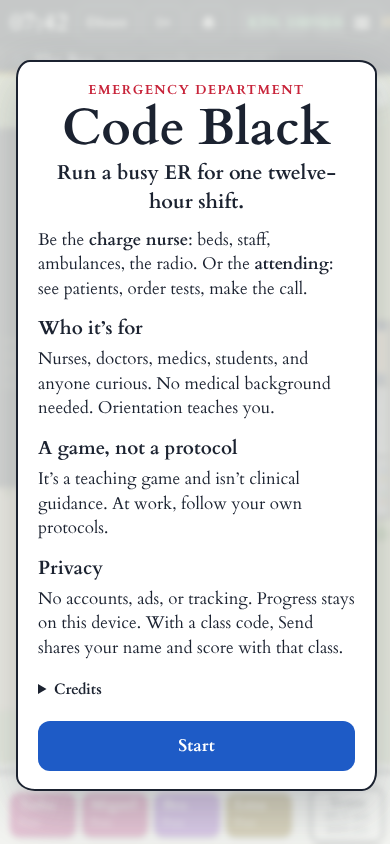 07:42
EMERGENCY DEPARTMENT
Code Black
Run a busy ER for one twelve-
hour shift.
Be the charge nurse: beds, staff,
ambulances, the radio. Or the attending:
see patients, order tests, make the call.
Who it's for
Nurses, doctors, medics, students, and
anyone curious. No medical background
needed. Orientation teaches you.
A game, not a protocol
It's a teaching game and isn't clinical
guidance. At work, follow your own
protocols.
Privacy
No accounts, ads, or tracking. Progress stays
on this device. With a class code, Send
shares your name and score with that class.
Credits
Start